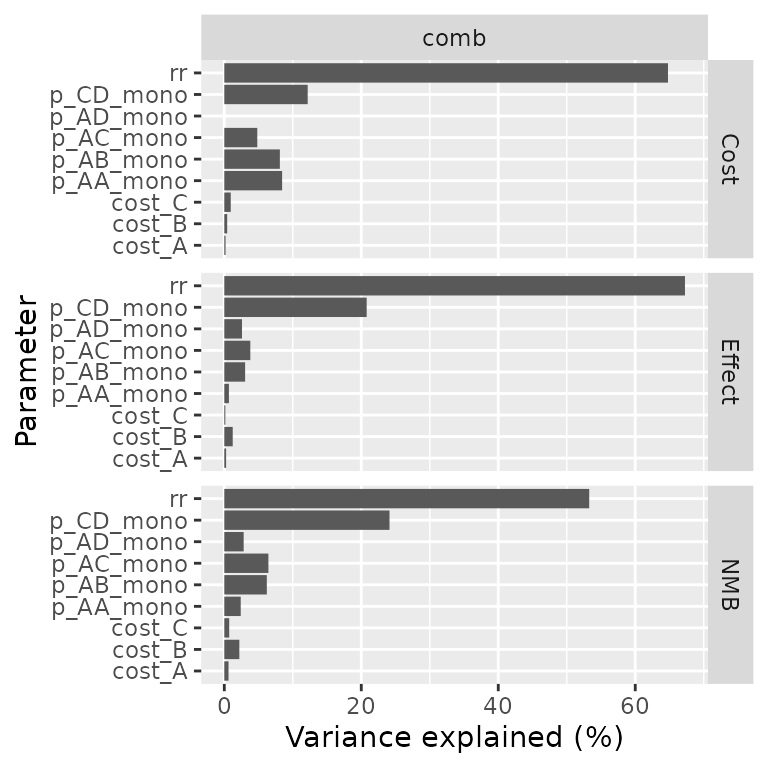 comb
rr
p_CD_mono
p_AD_mono
p_AC_mono
p_AB_mono
p_AA_mono
cost_C
cost_B
cost_A
Cost
rr
p_CD_mono
p_AD_mono
p_AC_mono
p_AB_mono
p_AA_mono
cost_C
cost_B
cost_A
Effect
rr
p_CD_mono
p_AD_mono
p_AC_mono
p_AB_mono
p_AA_mono
cost_C
cost_B
cost_A
NMB
Parameter
0 20 40 60
Variance explained (%)